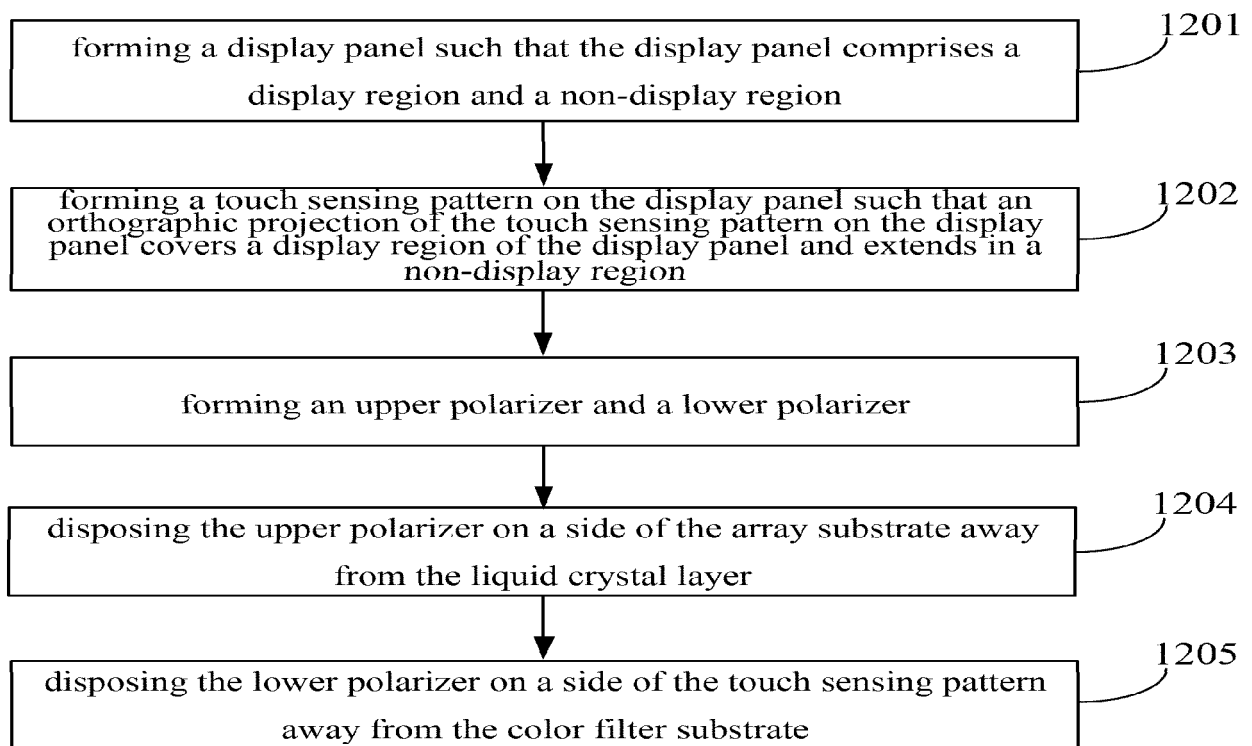 1201
forming a display panel such that the display panel comprises a
display region and a non-display region
1202
forming a touch sensing pattern on the display panel such that an
orthographic projection of the touch sensing pattern on the display
panel covers a display region of the display panel and extends in a
non-display region
1203
forming an upper polarizer and a lower polarizer
1204
disposing the upper polarizer on a side of the array substrate away
from the liquid crystal layer
1205
disposing the lower polarizer on a side of the touch sensing pattern
away from the color filter substrate